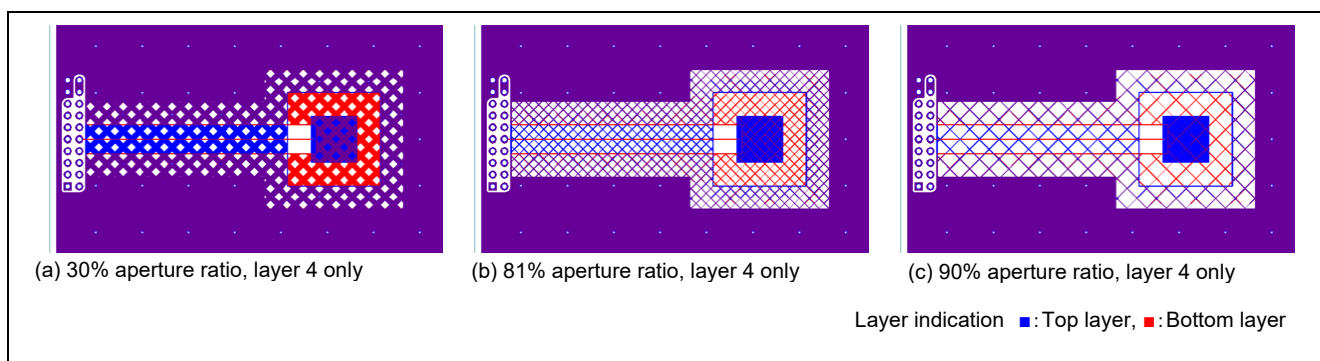 (a) 30% aperture ratio, layer 4 only
(b) 81% aperture ratio, layer 4 only
(c) 90% aperture ratio, layer 4 only
Layer indication ■:Top layer, ■:Bottom layer